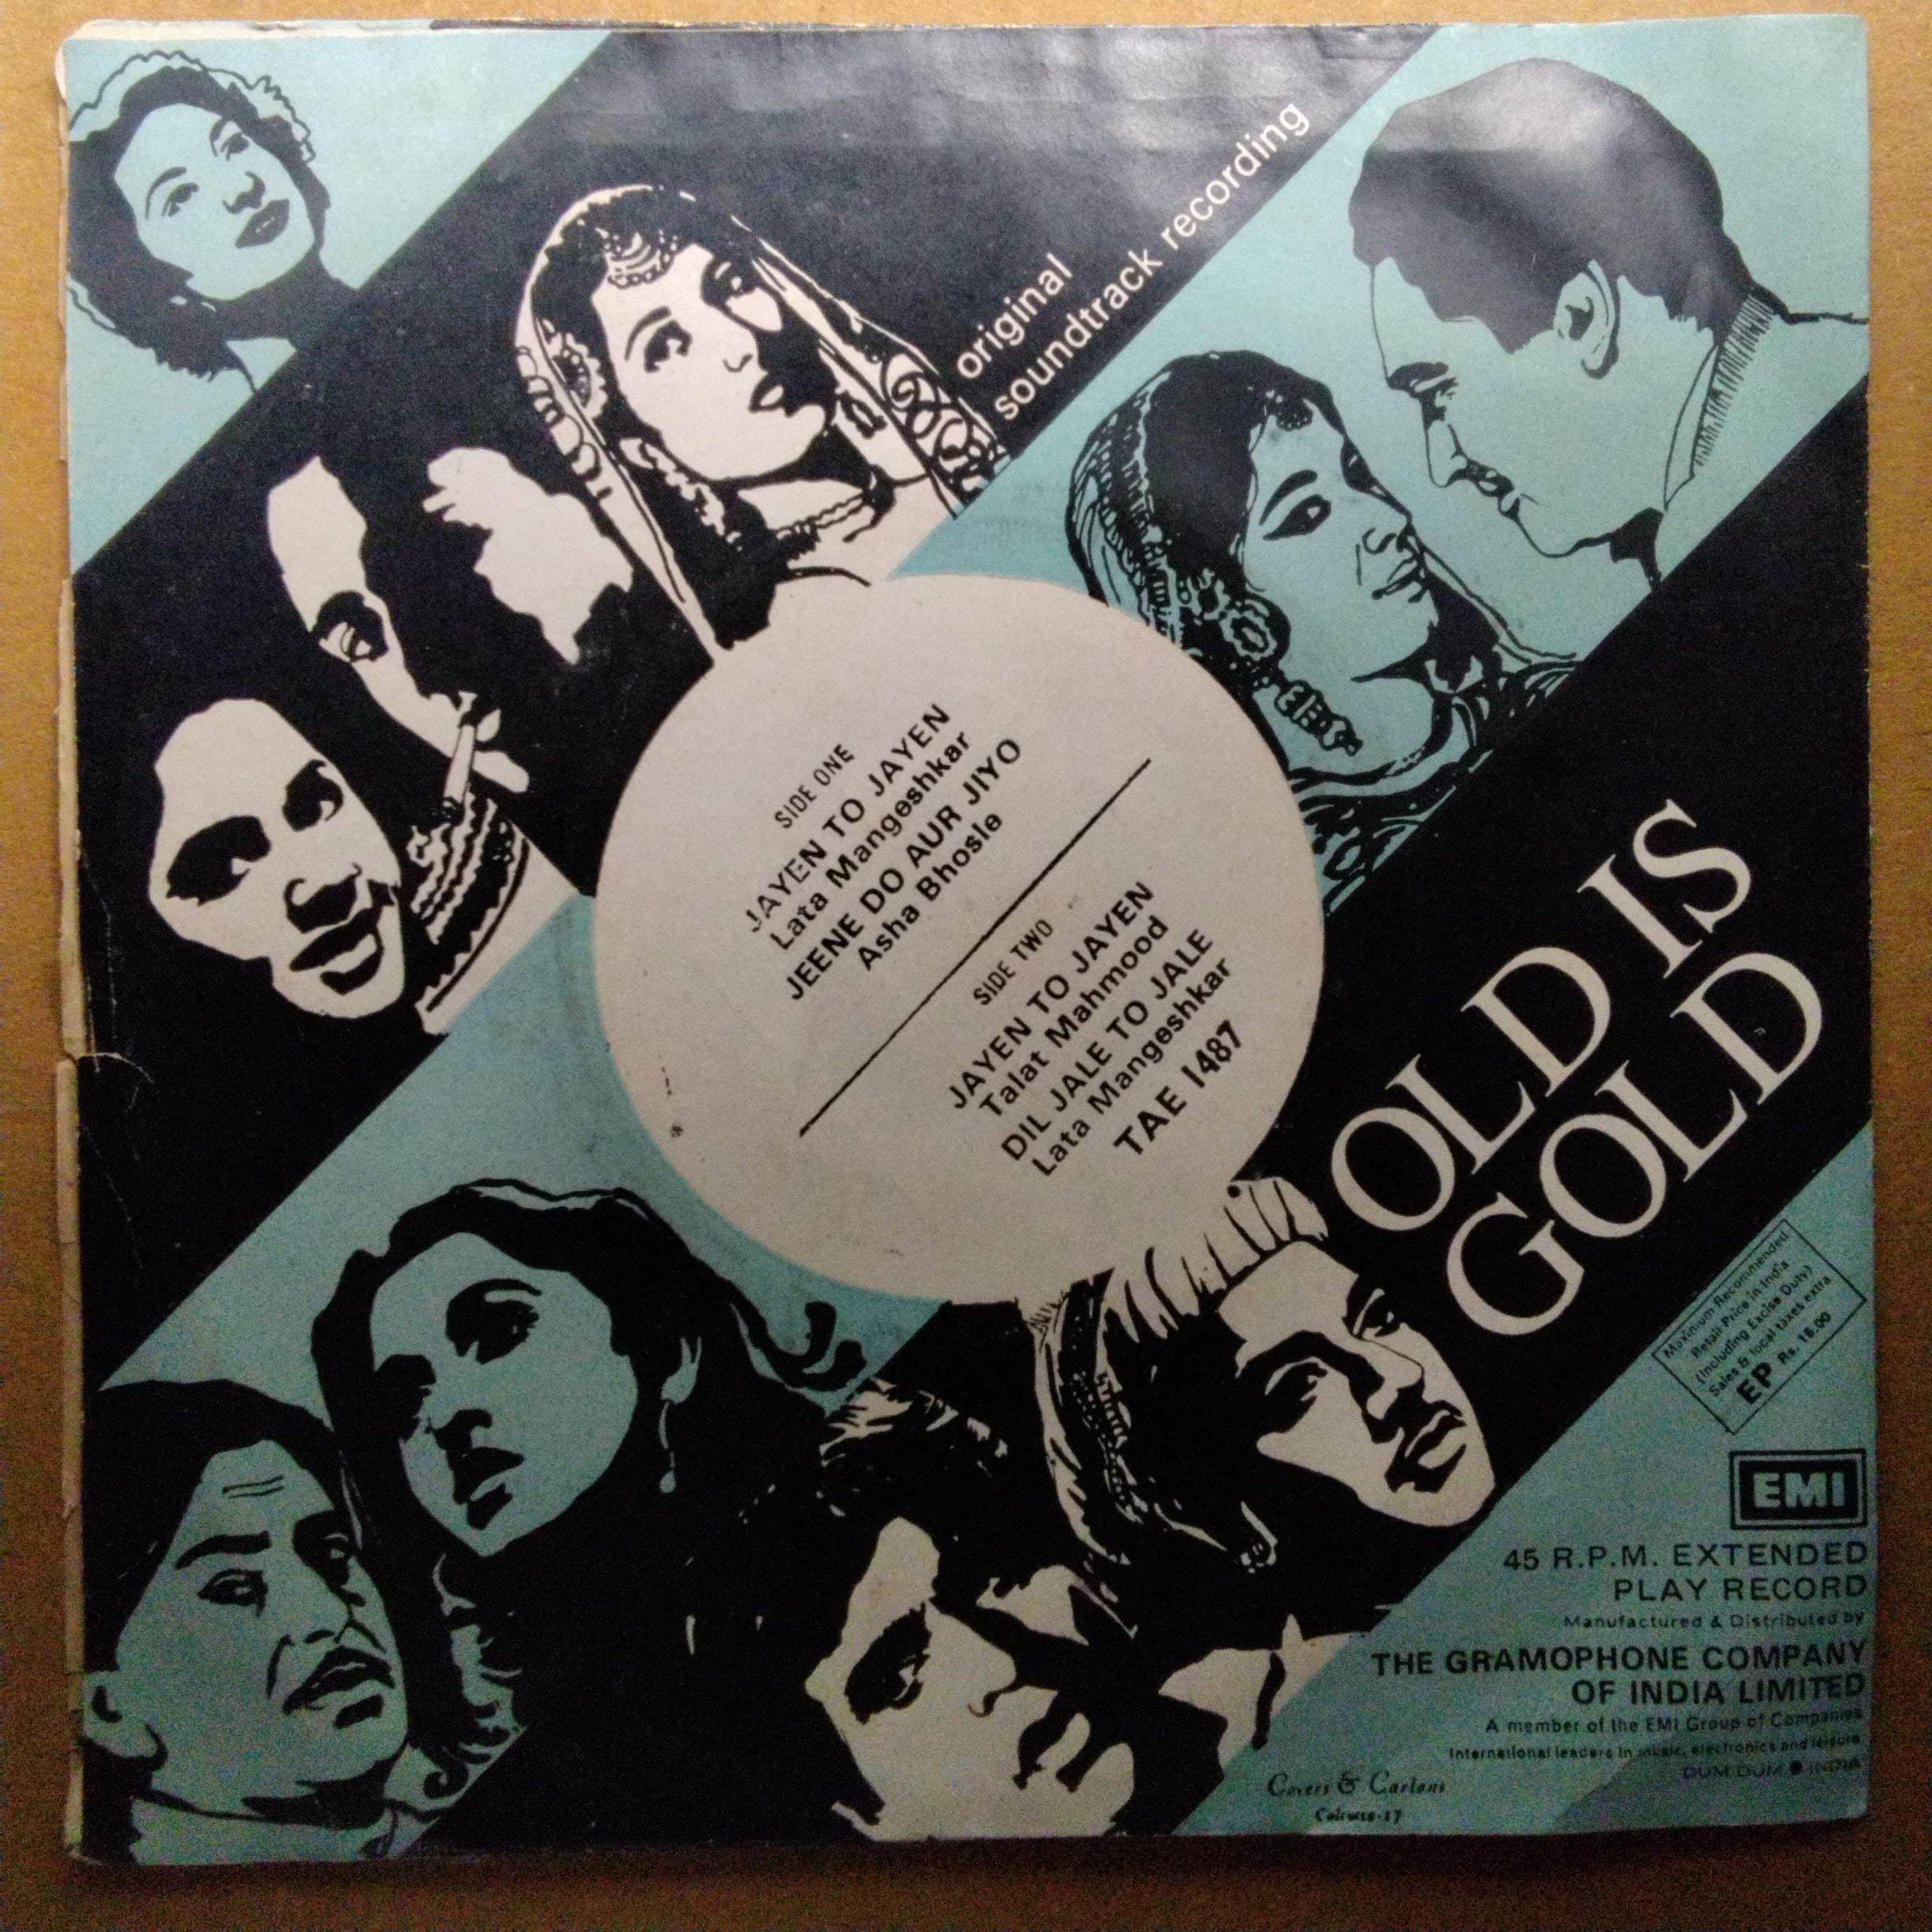 original
soundtrack recording
SIDE ONE
JAYEN TO JAYEN
Lata Mangeshkar
JEENE DO AUR JIYO
Asha Bhosle
SIDE TWO
JAYEN TO JAYEN
Talat Mahmood
DIL JALE TO JALE
Lata Mangeshkar
TAE 1487
OLD IS
GOLD
Maximum Recommended
Retail Price in India
(Including Excise Duty)
Sales & local taxes extra
EP Rs. 16.00
EMI
45 R.P.M. EXTENDED
PLAY RECORD
Manufactured & Distributed by
THE GRAMOPHONE COMPANY
OF INDIA LIMITED
A member of the EMI Group of Companies
International leaders in music, electronics and leisure
DUM DUM ● INDIA
Covers & Cartons
Calcutta-17